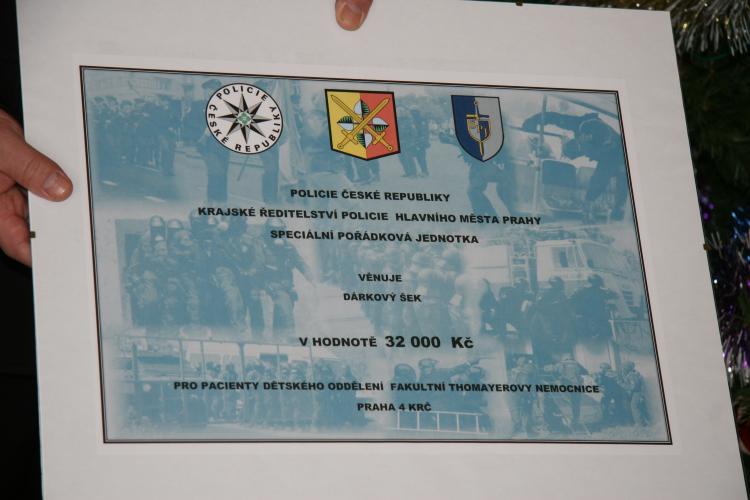 POLICIE
ČESKÉ REPUBLIKY
POLICIE ČESKÉ REPUBLIKY
KRAJSKÉ ŘEDITELSTVÍ POLICIE HLAVNÍHO MĚSTA PRAHY
SPECIÁLNÍ POŘÁDKOVÁ JEDNOTKA
VĚNUJE
DÁRKOVÝ ŠEK
V HODNOTĚ 32 000 Kč
PRO PACIENTY DĚTSKÉHO ODDĚLENÍ FAKULTNÍ THOMAYEROVY NEMOCNICE
PRAHA 4 KRČ